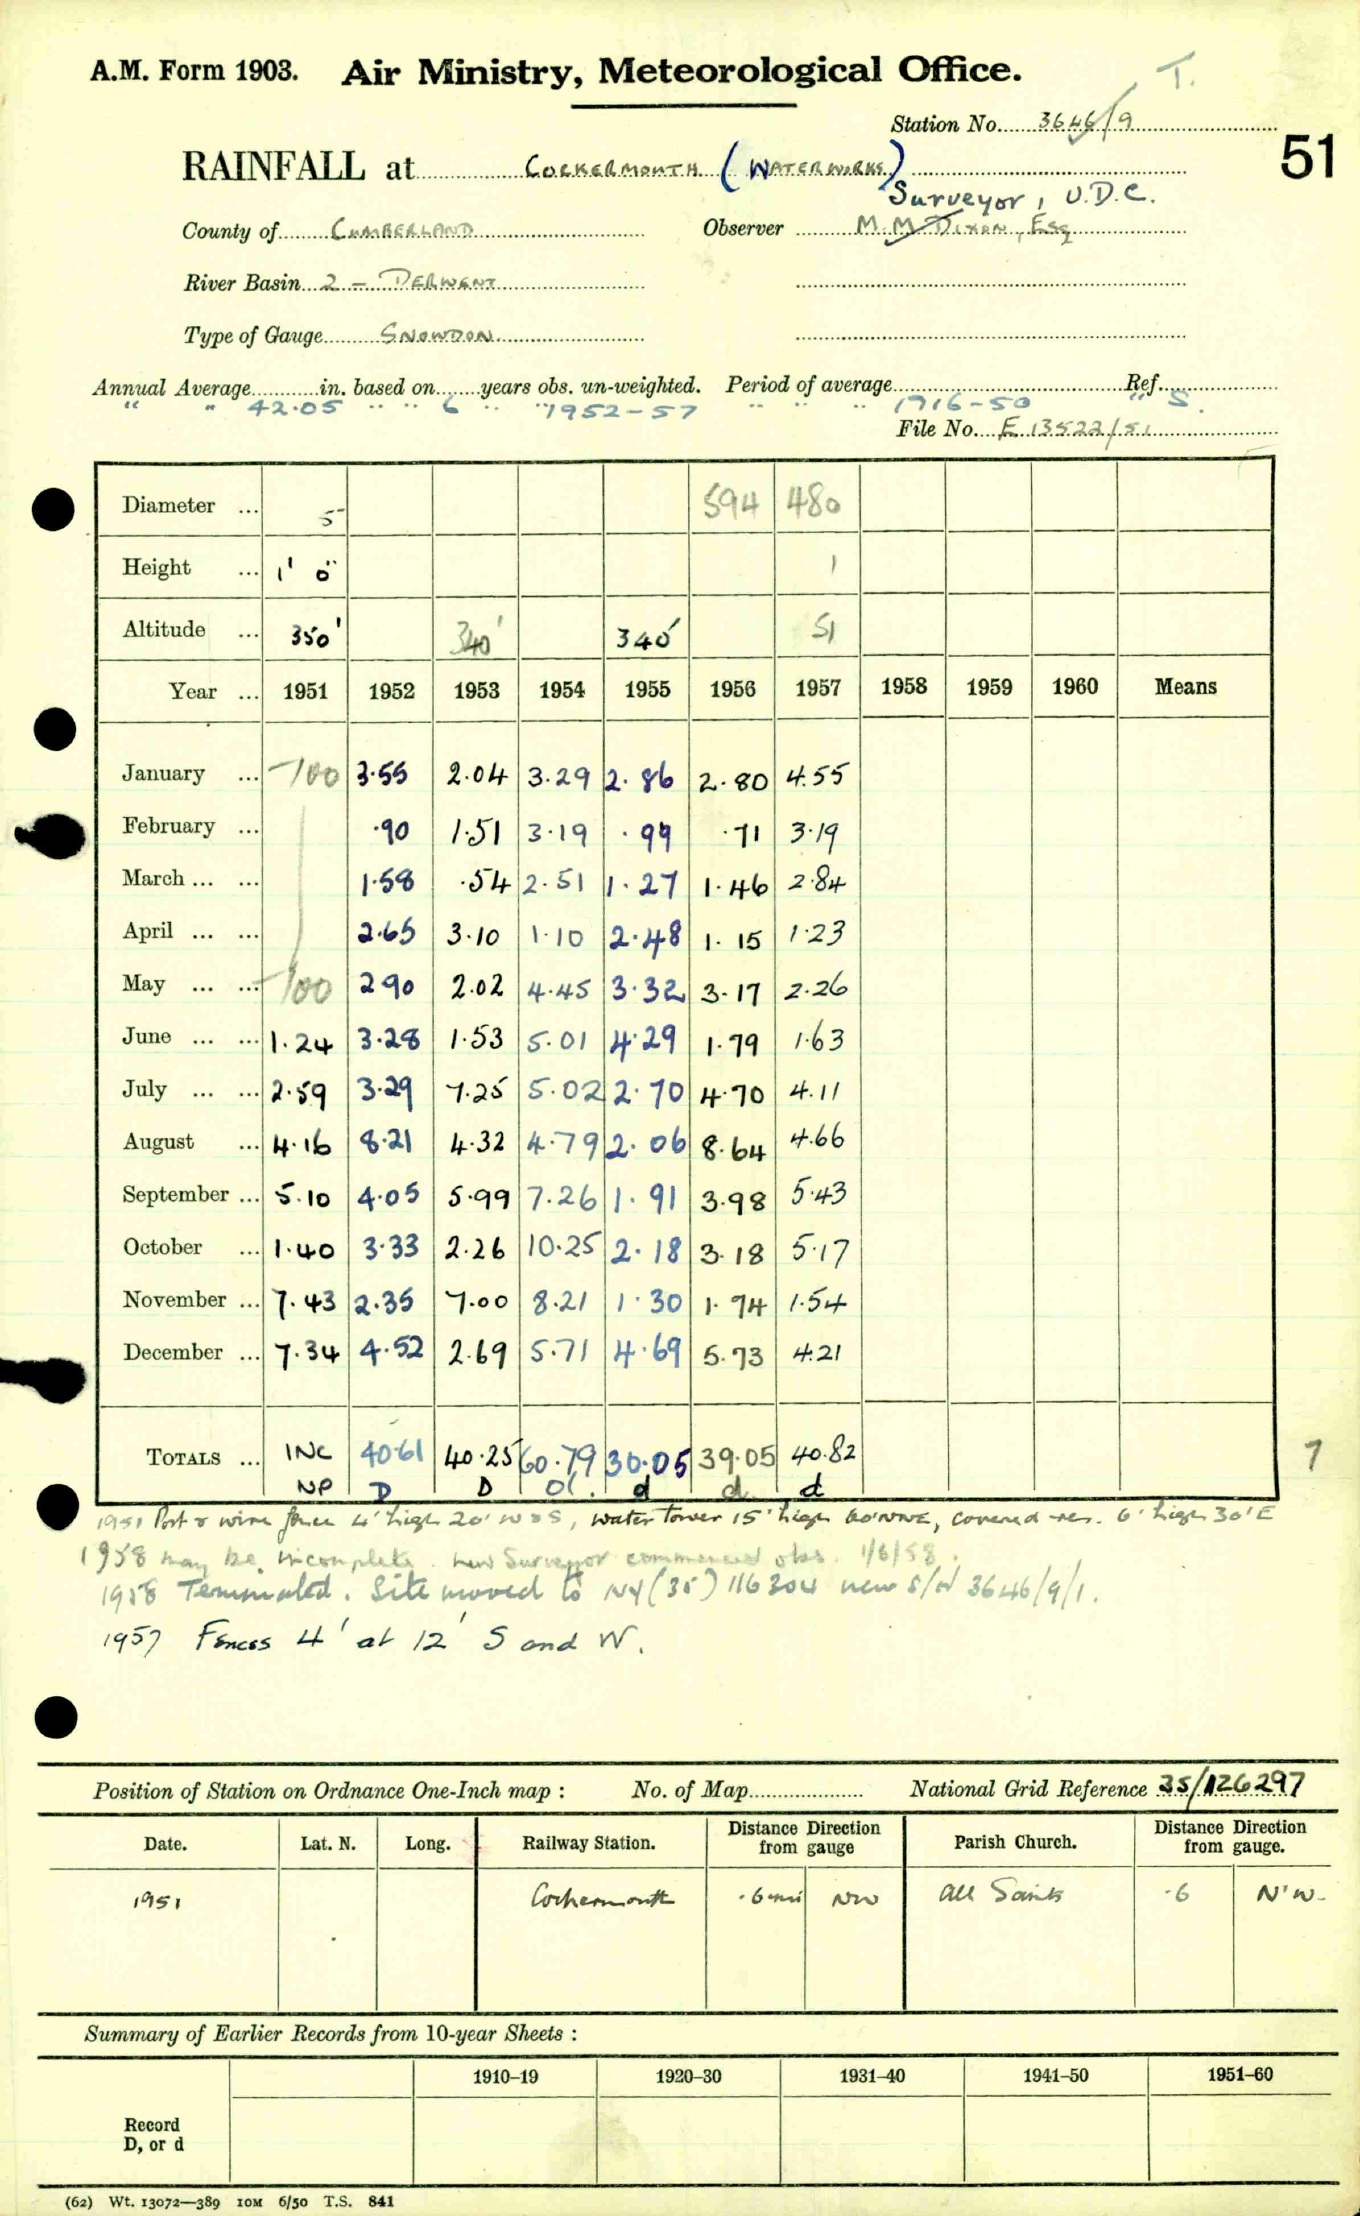 A.M. Form 1903. Air Ministry, Meteorological Office. T.
Station No. 3646/9
51
RAINFALL at COCKERMOUTH (WATERWORKS)
Surveyor, U.D.C.
County of CUMBERLAND Observer M. M. DIXON, Esq
River Basin 2 - DERWENT
Type of Gauge SNOWDON
Annual Average in. based on years obs. un-weighted. Period of average Ref.
" " 42.05 " " 6 " " 1952-57 " " " 1916-50 " S.
File No. E 13522/51
Diameter ... 5" 594 480
Height ... 1' 0" 1
Altitude ... 350' 340' 340' 51
Year ... 1951 1952 1953 1954 1955 1956 1957 1958 1959 1960 Means
January ... -100 3.55 2.04 3.29 2.86 2.80 4.55
February ... .90 1.51 3.19 .99 .71 3.19
March ... ... 1.58 .54 2.51 1.27 1.46 2.84
April ... ... 2.65 3.10 1.10 2.48 1.15 1.23
May ... ... -100 2.90 2.02 4.45 3.32 3.17 2.26
June ... ... 1.24 3.28 1.53 5.01 4.29 1.79 1.63
July ... ... 2.59 3.29 7.25 5.02 2.70 4.70 4.11
August ... 4.16 8.21 4.32 4.79 2.06 8.64 4.66
September ... 5.10 4.05 5.99 7.26 1.91 3.98 5.43
October ... 1.40 3.33 2.26 10.25 2.18 3.18 5.17
November ... 7.43 2.35 7.00 8.21 1.30 1.74 1.54
December ... 7.34 4.52 2.69 5.71 4.69 5.73 4.21
TOTALS ... INC 40.61 40.25 60.79 30.05 39.05 40.82 7
NP D D d d d
1951 Post & wire fence 4' high 20' W & S, water tower 15' high 60' NNE, covered res. 6' high 30' E
1958 may be incomplete. new Surveyor commenced obs. 1/6/58.
1958 Terminated. Site moved to NY (35) 116304 new S/N 3646/9/1.
1957 Fences 4' at 12' S and W.
Position of Station on Ordnance One-Inch map : No. of Map National Grid Reference 35/126297
Date. Lat. N. Long. Railway Station. Distance Direction from gauge Parish Church. Distance Direction from gauge.
1951 Cockermouth .6 mi NW All Saints .6 N'W.
Summary of Earlier Records from 10-year Sheets :
1910–19 1920–30 1931–40 1941–50 1951–60
Record
D, or d
(62) Wt. 13072—389 10M 6/50 T.S. 841